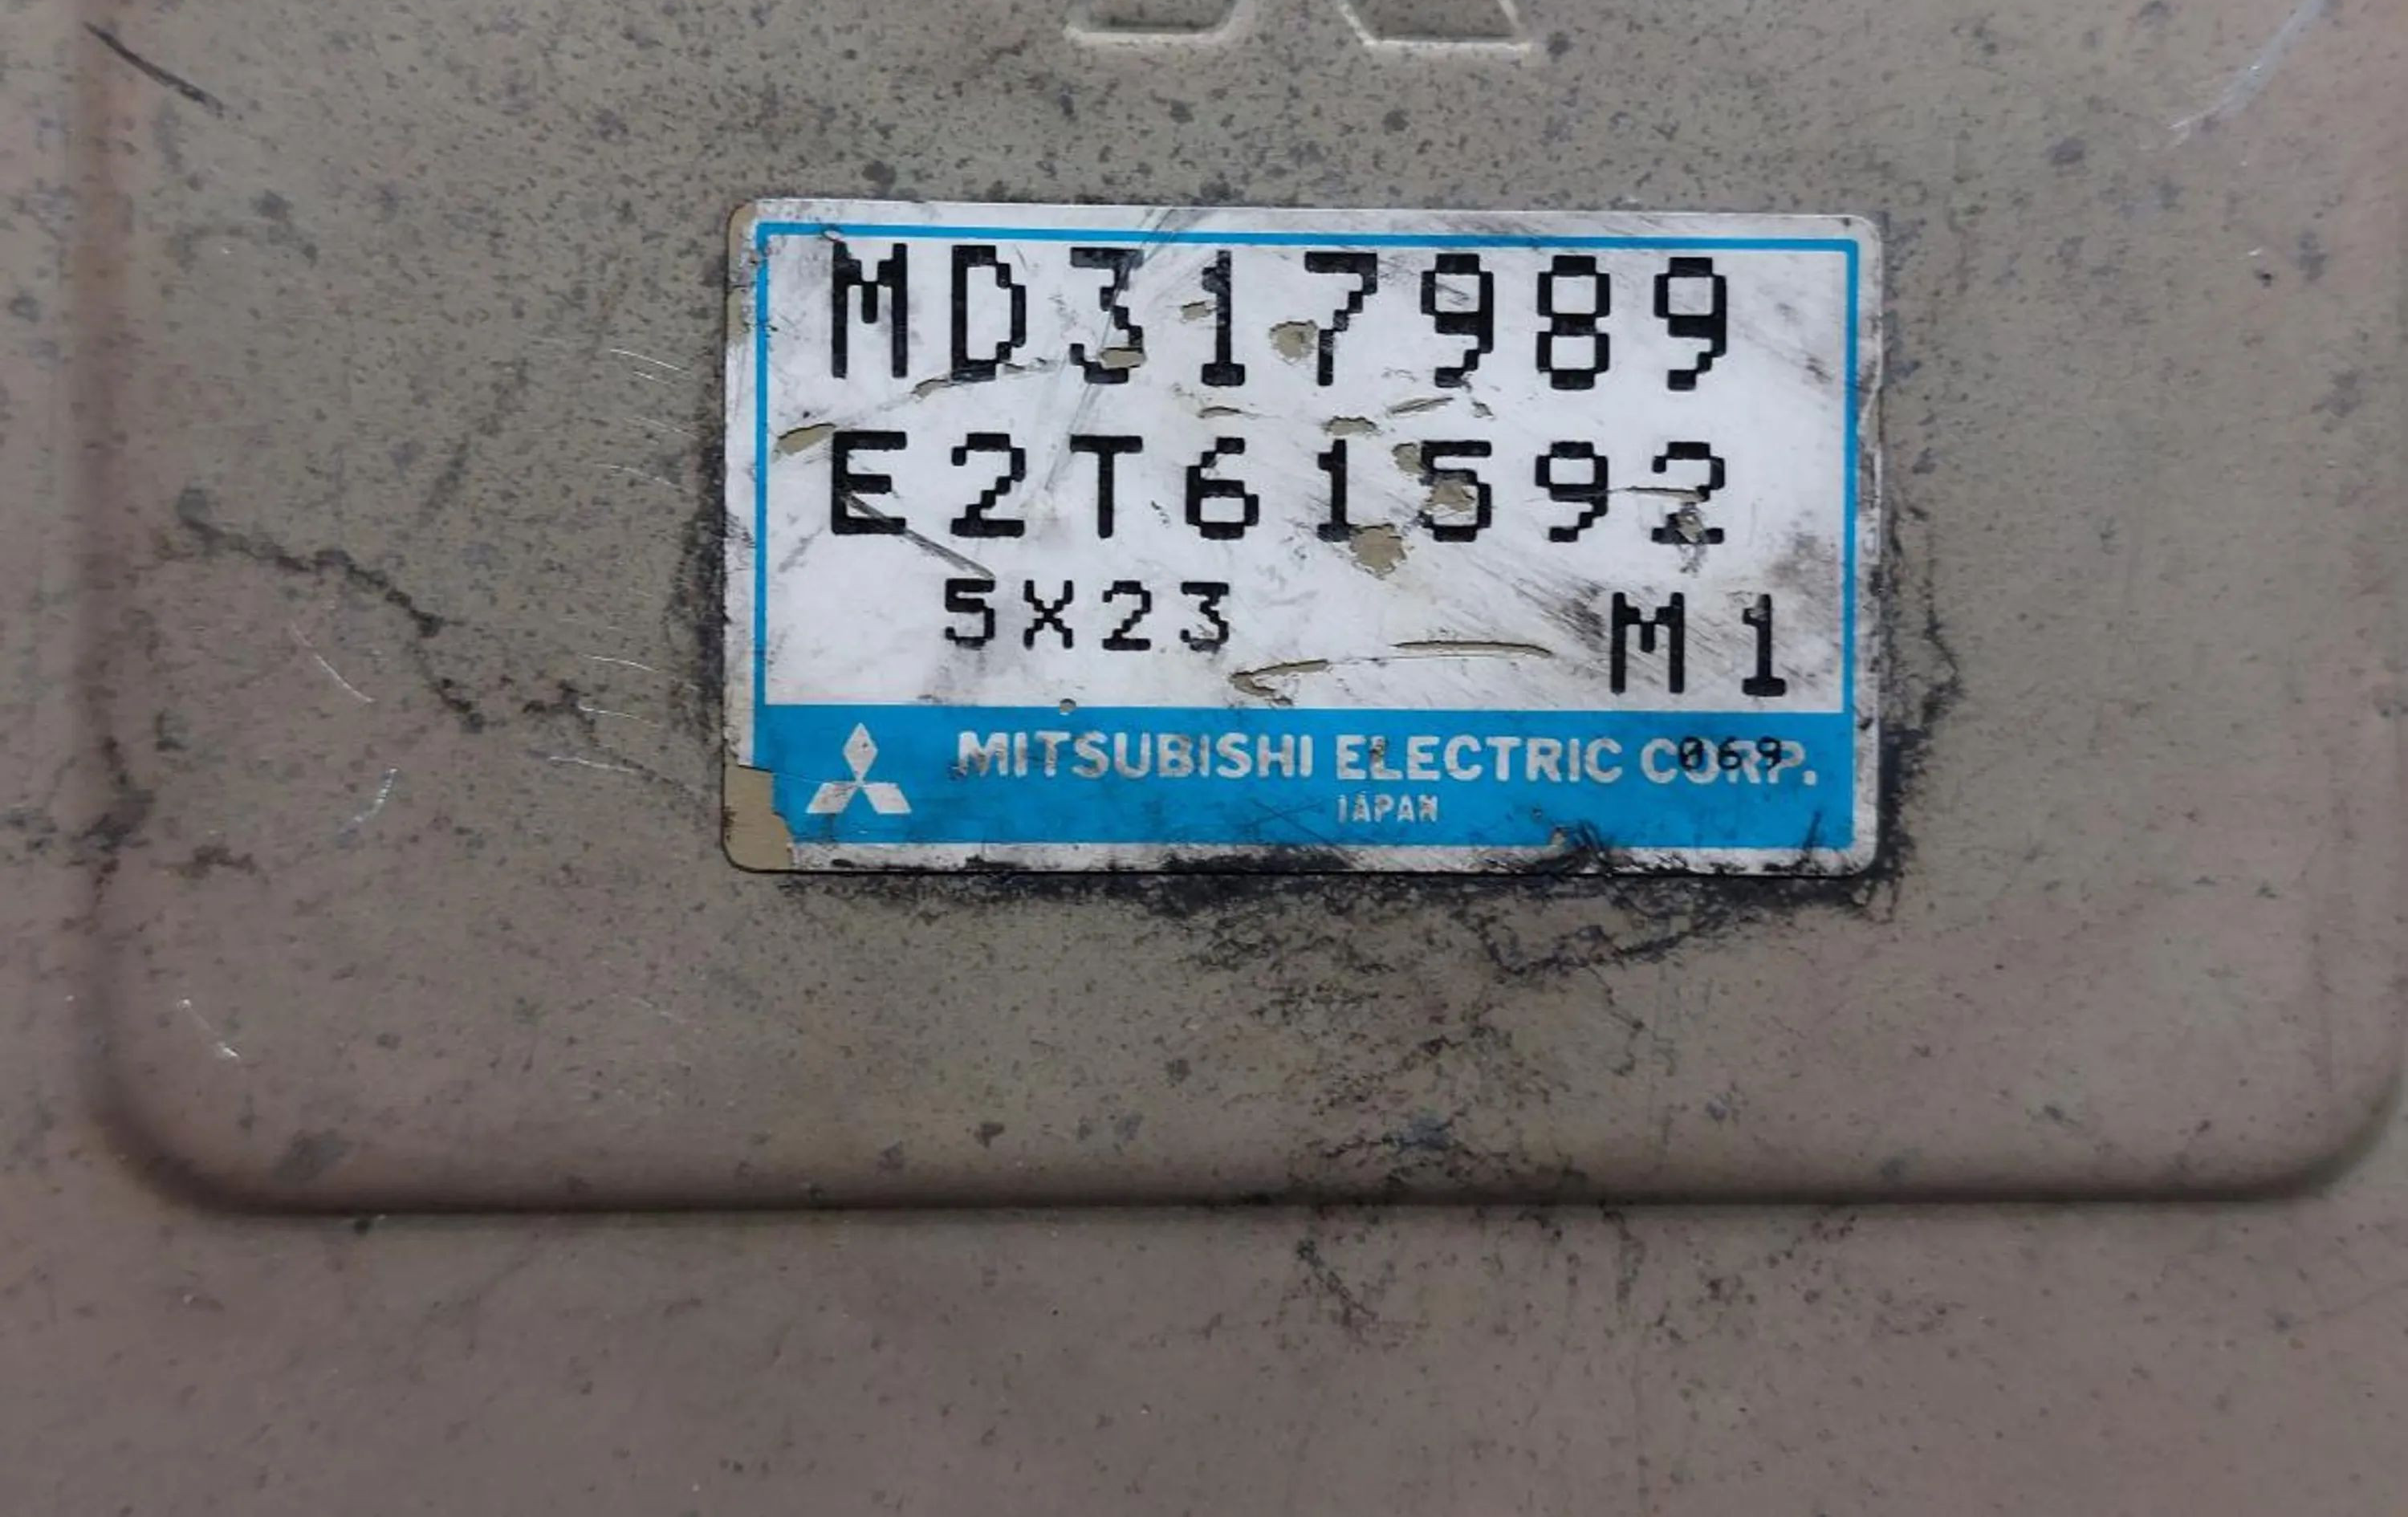 MD317989
E2T61592
5X23 M1
MITSUBISHI ELECTRIC CORP.
069
JAPAN